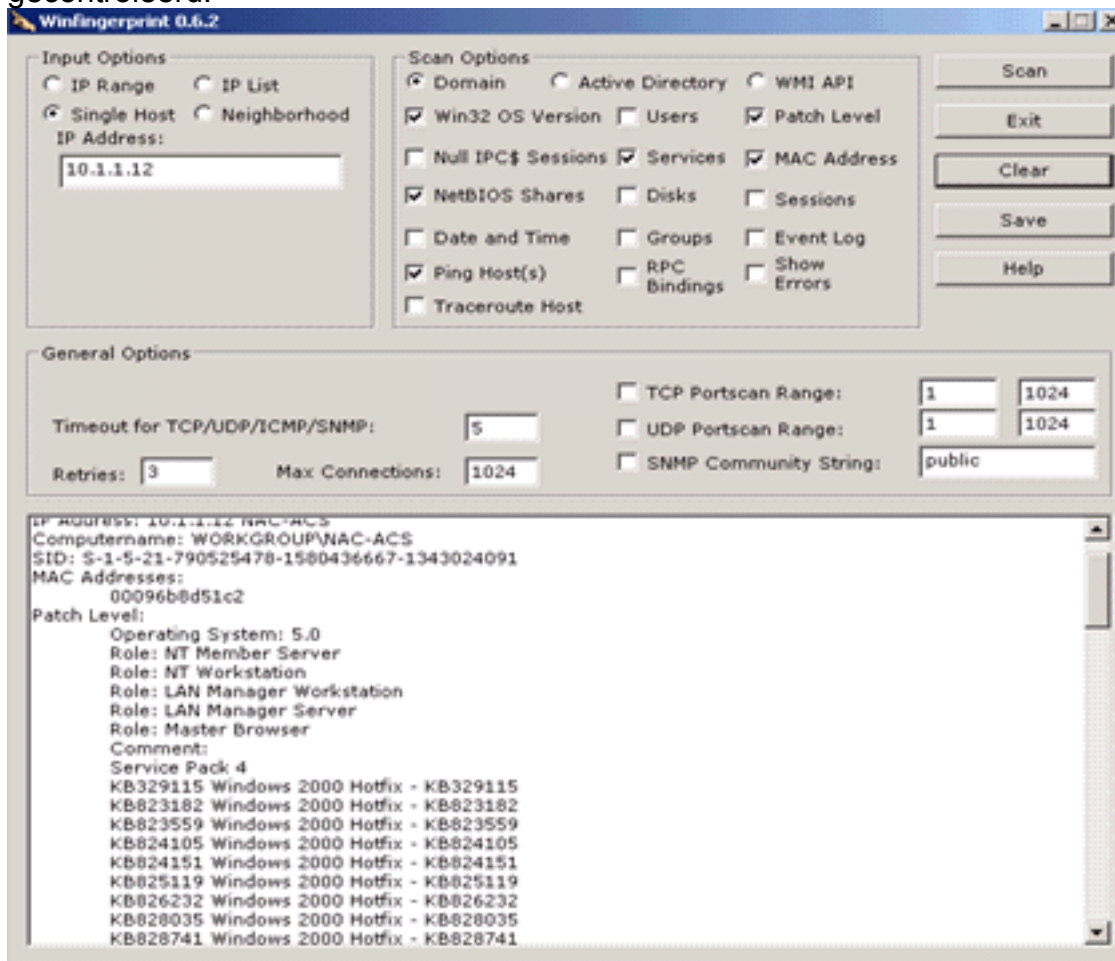 gecontroleerd.
Winfingerprint 0.6.2
Input Options
IP Range IP List
Single Host Neighborhood
IP Address:
10.1.1.12
Scan Options
Domain Active Directory WMI API
Win32 OS Version Users Patch Level
Null IPC$ Sessions Services MAC Address
NetBIOS Shares Disks Sessions
Date and Time Groups Event Log
Ping Host(s) RPC Bindings Show Errors
Traceroute Host
Scan
Exit
Clear
Save
Help
General Options
Timeout for TCP/UDP/ICMP/SNMP: 5
Retries: 3 Max Connections: 1024
TCP Portscan Range: 1 1024
UDP Portscan Range: 1 1024
SNMP Community String: public
IP Address: 10.1.1.12 NAC-ACS
Computername: WORKGROUP\NAC-ACS
SID: S-1-5-21-790525478-1580436667-1343024091
MAC Addresses:
00096b8d51c2
Patch Level:
Operating System: 5.0
Role: NT Member Server
Role: NT Workstation
Role: LAN Manager Workstation
Role: LAN Manager Server
Role: Master Browser
Comment:
Service Pack 4
KB329115 Windows 2000 Hotfix - KB329115
KB823182 Windows 2000 Hotfix - KB823182
KB823559 Windows 2000 Hotfix - KB823559
KB824105 Windows 2000 Hotfix - KB824105
KB824151 Windows 2000 Hotfix - KB824151
KB825119 Windows 2000 Hotfix - KB825119
KB826232 Windows 2000 Hotfix - KB826232
KB828035 Windows 2000 Hotfix - KB828035
KB828741 Windows 2000 Hotfix - KB828741